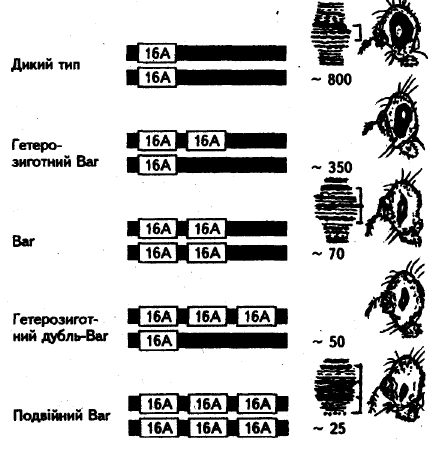 Дикий тип
16A
16A
~ 800
Гетеро-
зиготний Bar
16A 16A
16A
~ 350
Bar
16A 16A
16A 16A
~ 70
Гетерозигот-
ний дубль-Bar
16A 16A 16A
16A
~ 50
Подвійний Bar
16A 16A 16A
16A 16A 16A
~ 25